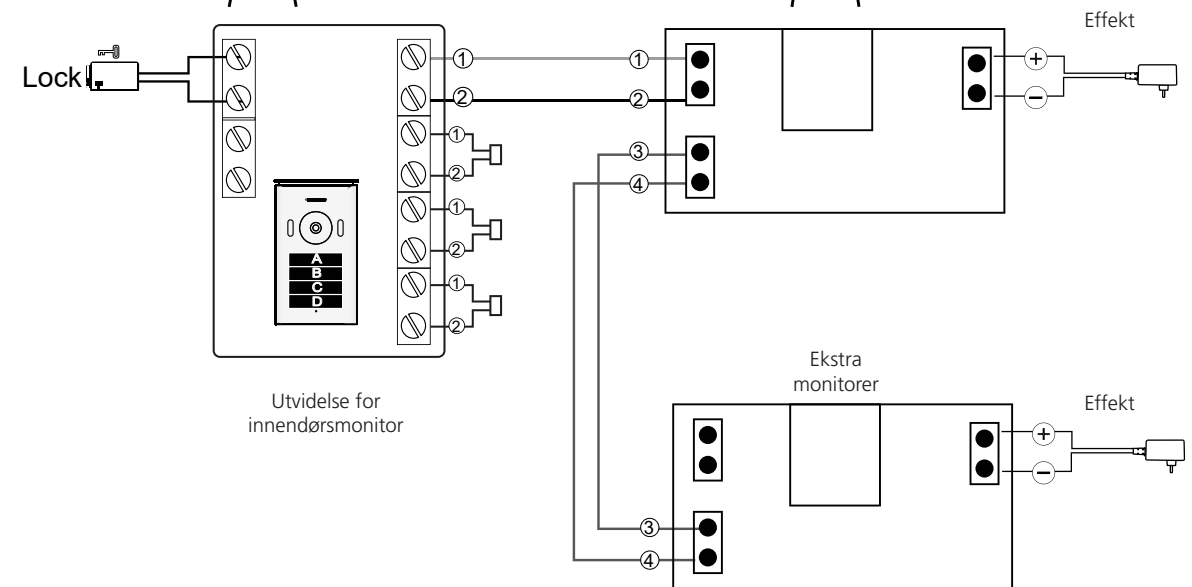 Effekt
Lock
①
①
+
②
②
−
①
②
③
④
①
②
A
B
C
D
①
②
Utvidelse for
innendørsmonitor
Ekstra
monitorer
Effekt
+
−
③
④